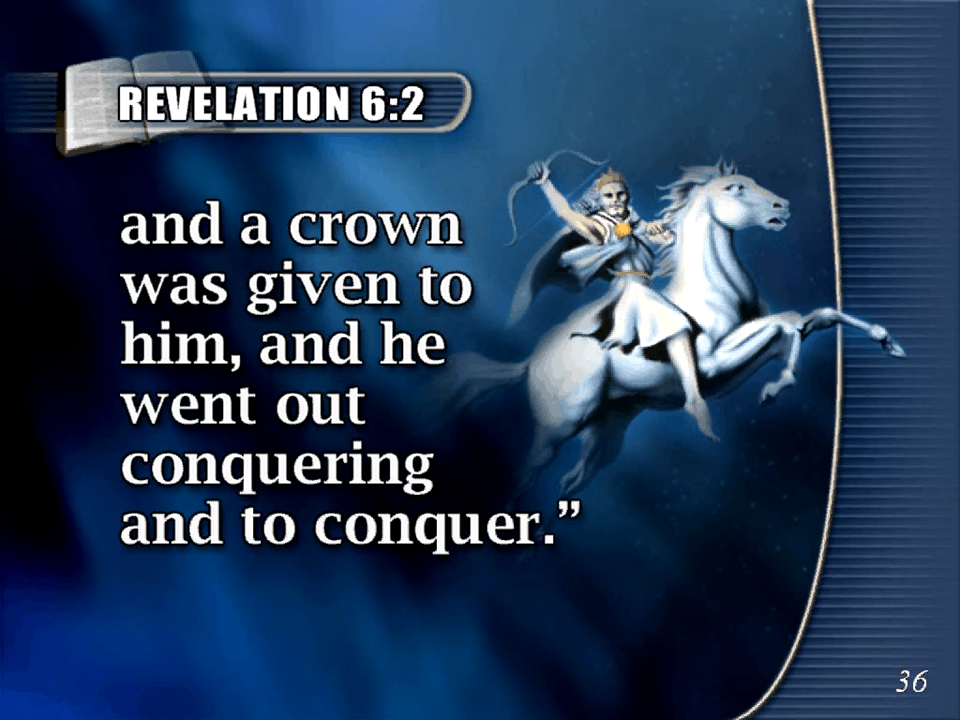 REVELATION 6:2
and a crown
was given to
him, and he
went out
conquering
and to conquer.”
36